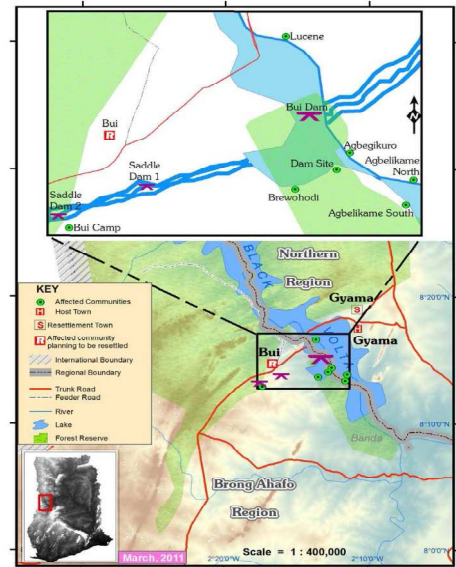 Lucene
Bui Dam
Bui
R
Saddle
Dam 1
Agbegikuro
Agbelikame
North
Dam Site
Saddle
Dam 2
Brewohodi
Agbelikame South
Bui Camp
N
BLACK
VOLTA
Northern
Region
Gyama
S
H
Gyama
8°20'0"N
KEY
Affected Communities
H Host Town
S Resettlement Town
R Affected community
planning to be resettled
International Boundary
Regional Boundary
Trunk Road
Feeder Road
River
Lake
Forest Reserve
Bui
R
8°10'0"N
Banda
Brong Ahafo
Region
8°0'0"N
March, 2011
2°20'0"W
Scale = 1 : 400,000
2°0'0"W